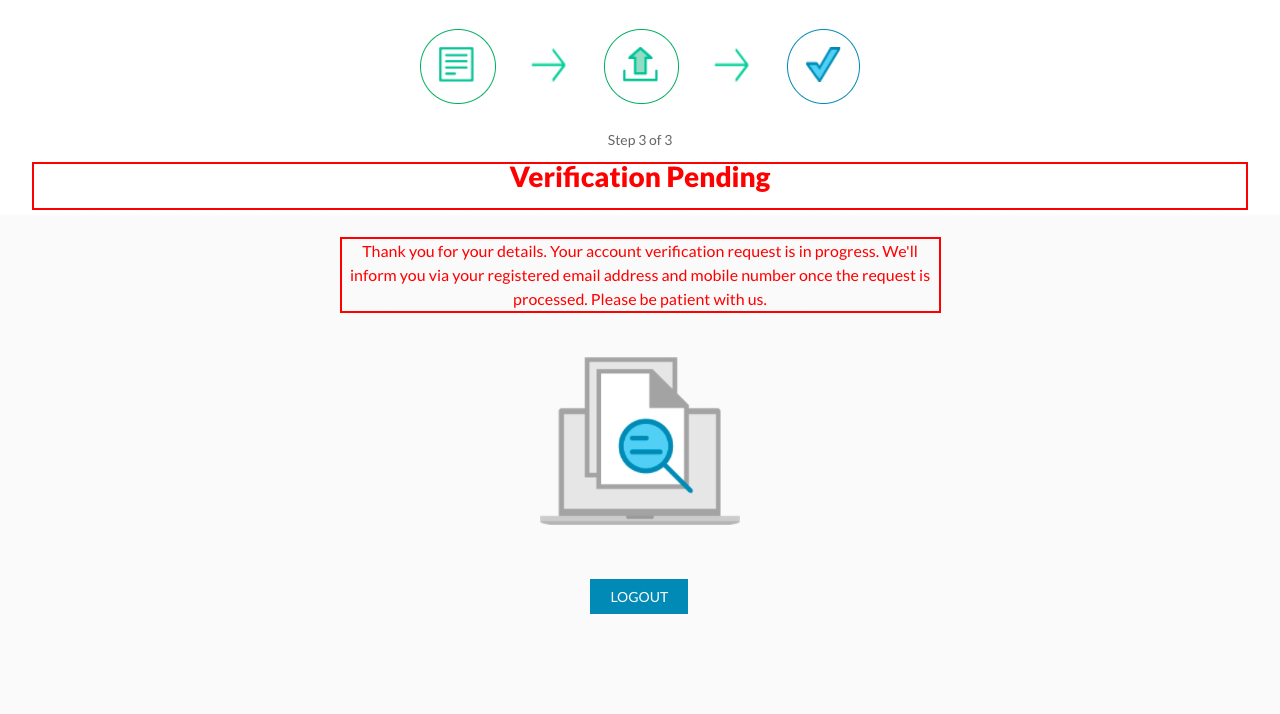 Step 3 of 3
Verification Pending
Thank you for your details. Your account verification request is in progress. We'll
inform you via your registered email address and mobile number once the request is
processed. Please be patient with us.
LOGOUT